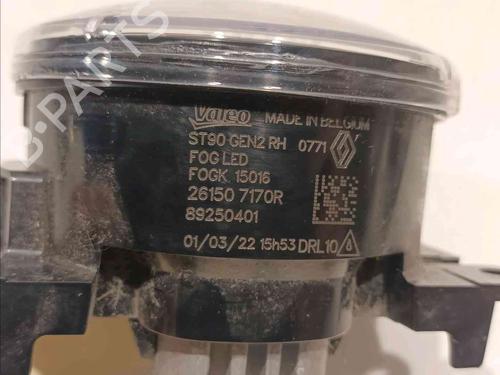 B-PARTS
Valeo MADE IN BELGIUM
ST90 GEN2 RH 0771
FOG LED
FOGK 15016
26150 7170R
89250401
01/03/22 15h53 DRL10 6